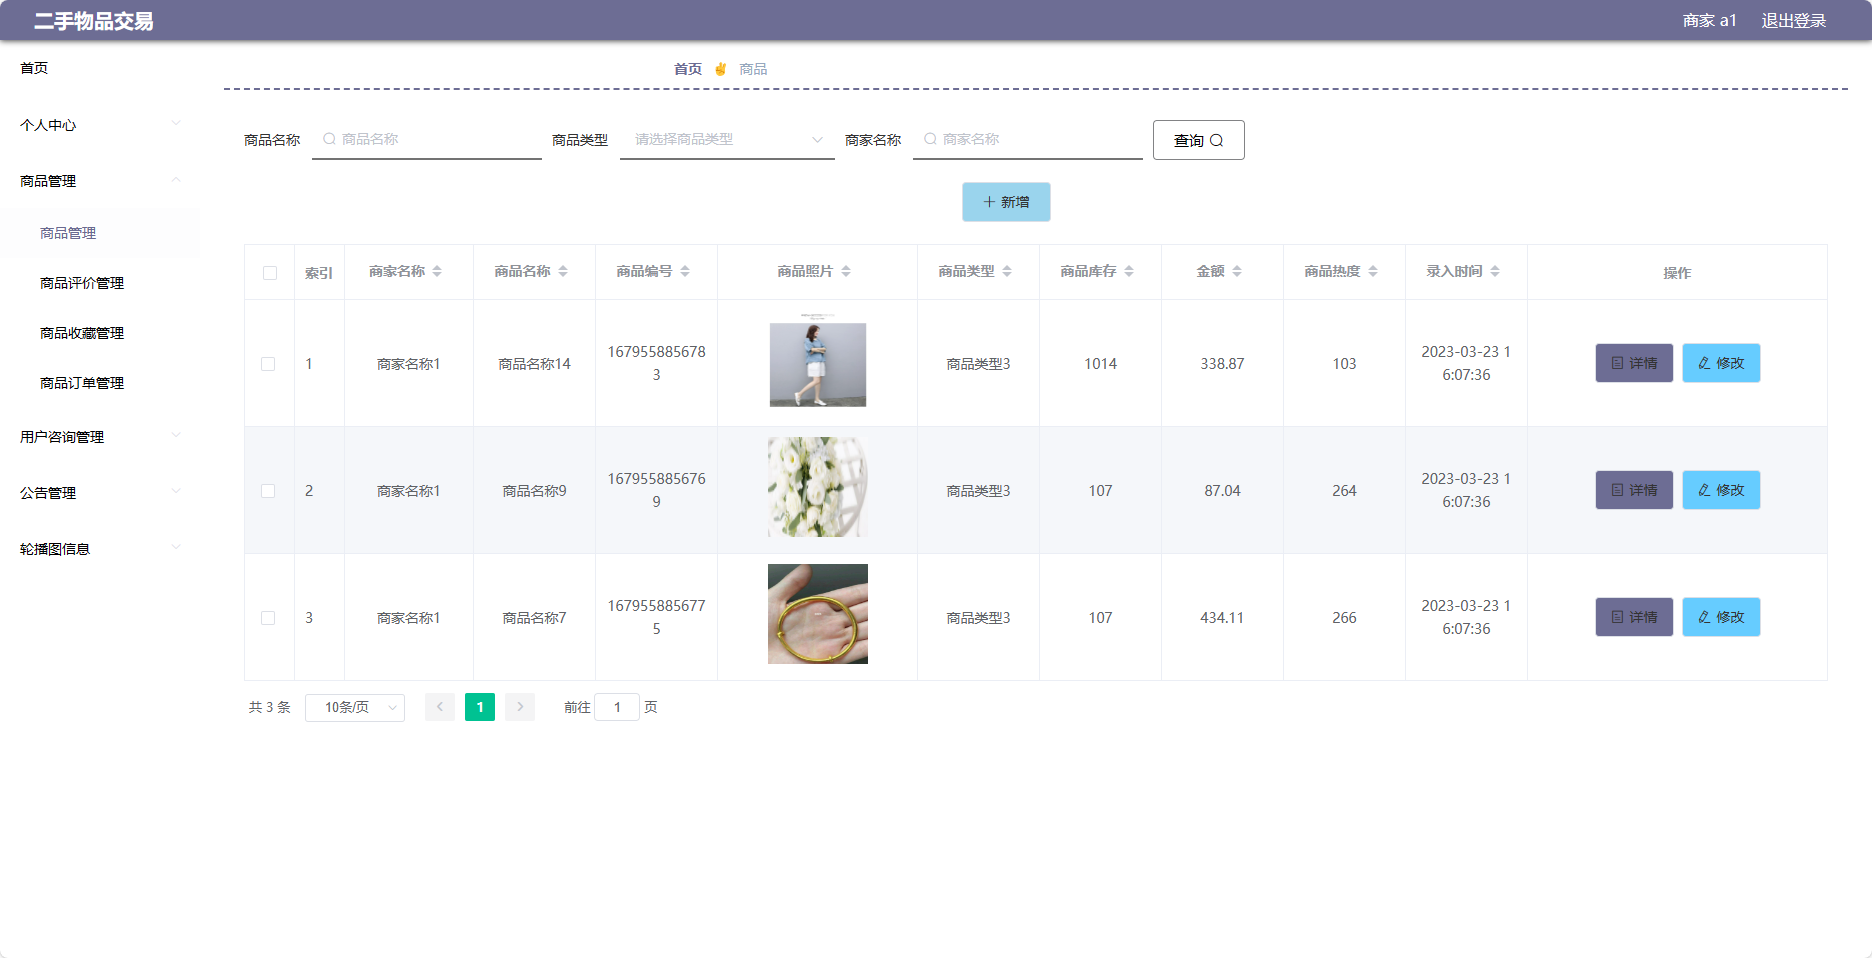 二手物品交易
商家 a1
退出登录
首页
个人中心
商品管理
商品管理
商品评价管理
商品收藏管理
商品订单管理
用户咨询管理
公告管理
轮播图信息
首页 ✌ 商品
商品名称 商品名称 商品类型 请选择商品类型 商家名称 商家名称 查询
新增
索引 商家名称 商品名称 商品编号 商品照片 商品类型 商品库存 金额 商品热度 录入时间 操作
1 商家名称1 商品名称14 167955885678
3 商品类型3 1014 338.87 103 2023-03-23 1
6:07:36 详情 修改
2 商家名称1 商品名称9 167955885676
9 商品类型3 107 87.04 264 2023-03-23 1
6:07:36 详情 修改
3 商家名称1 商品名称7 167955885677
5 商品类型3 107 434.11 266 2023-03-23 1
6:07:36 详情 修改
共 3 条 10条/页 1 前往 1 页